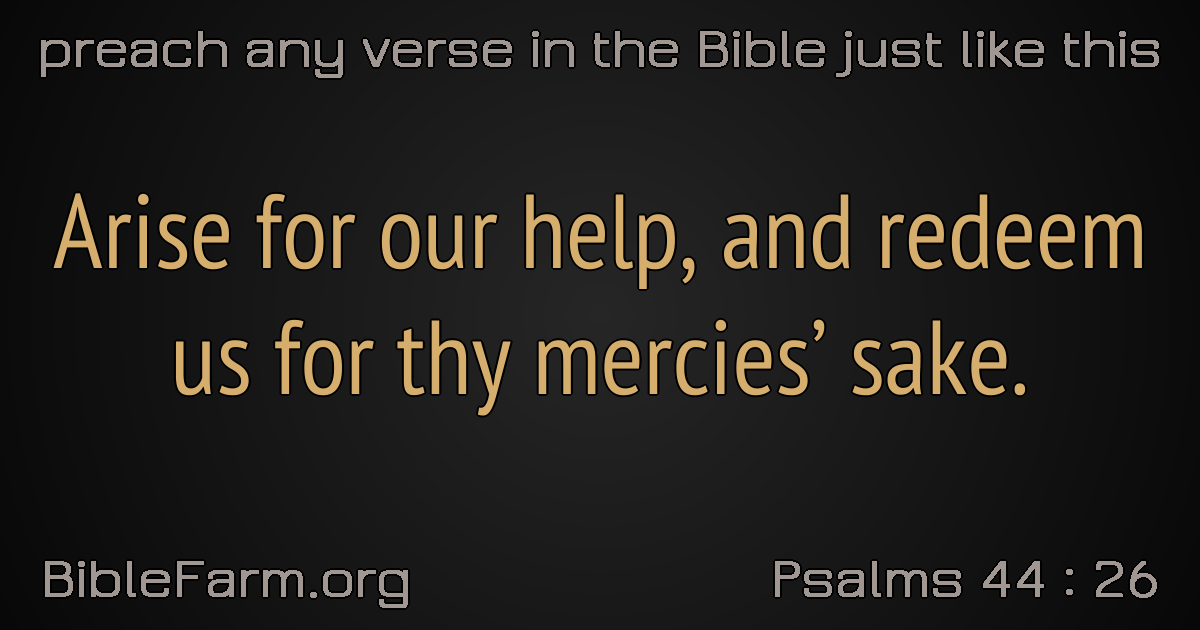 preach any verse in the Bible just like this
Arise for our help, and redeem
us for thy mercies’ sake.
BibleFarm.org
Psalms 44 : 26